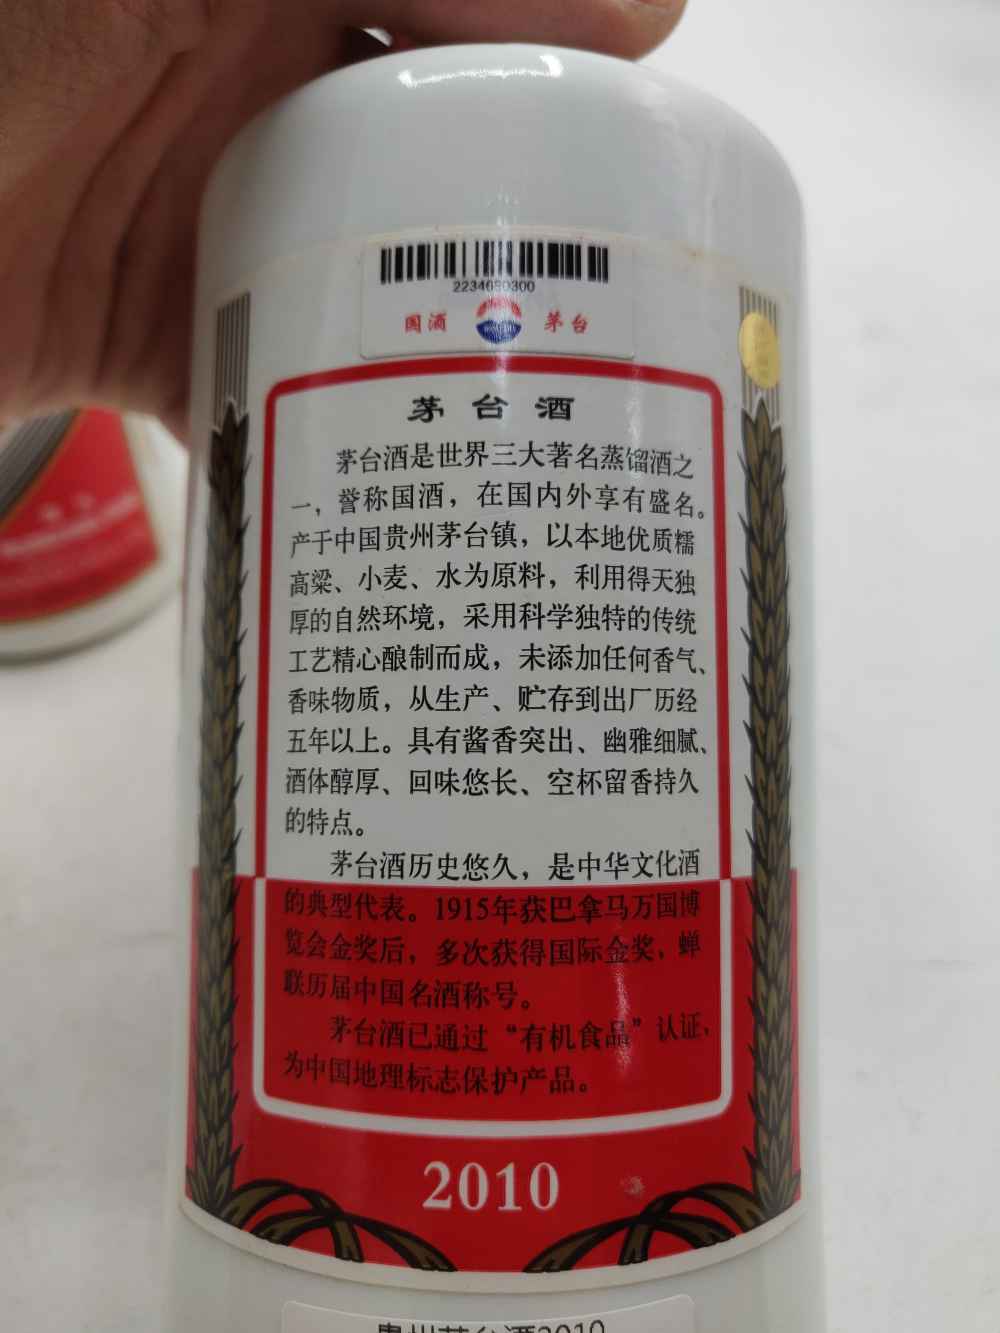 2234690300
国酒 茅台
茅台酒
茅台酒是世界三大著名蒸馏酒之
一，誉称国酒，在国内外享有盛名。
产于中国贵州茅台镇，以本地优质糯
高粱、小麦、水为原料，利用得天独
厚的自然环境，采用科学独特的传统
工艺精心酿制而成，未添加任何香气、
香味物质，从生产、贮存到出厂历经
五年以上。具有酱香突出、幽雅细腻、
酒体醇厚、回味悠长、空杯留香持久
的特点。
茅台酒历史悠久，是中华文化酒
的典型代表。1915年获巴拿马万国博
览会金奖后，多次获得国际金奖，蝉
联历届中国名酒称号。
茅台酒已通过“有机食品”认证，
为中国地理标志保护产品。
2010
贵州茅台酒2010